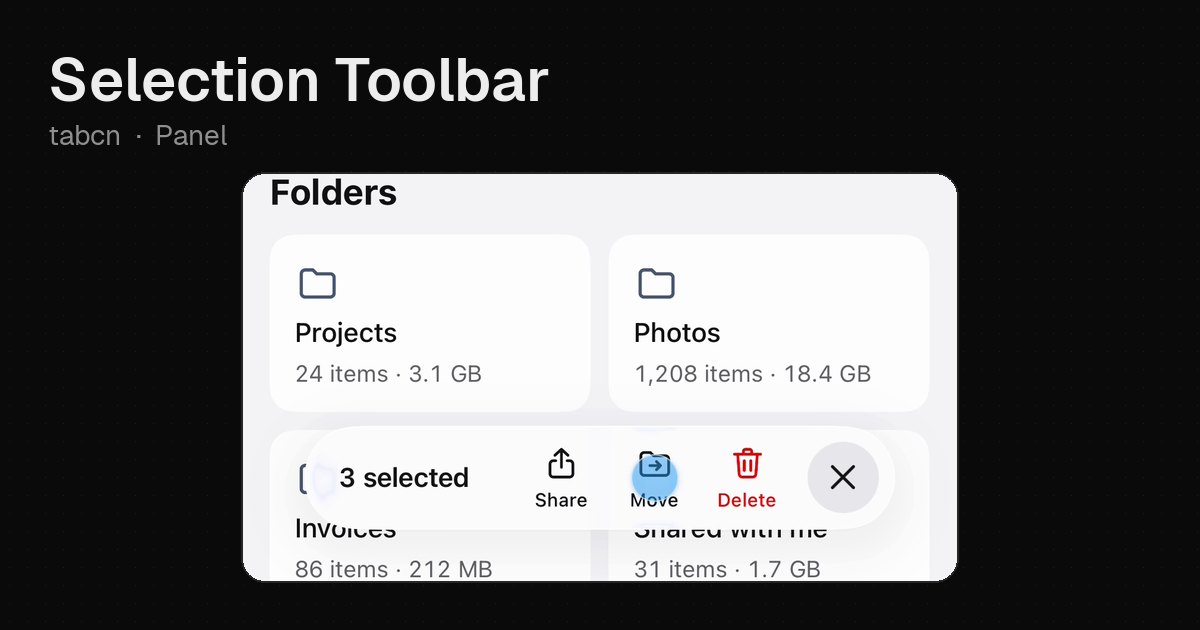 Selection Toolbar
tabcn · Panel
Folders
Projects
24 items · 3.1 GB
Photos
1,208 items · 18.4 GB
3 selected
Share
Move
Delete
Invoices
86 items · 212 MB
Shared with me
31 items · 1.7 GB